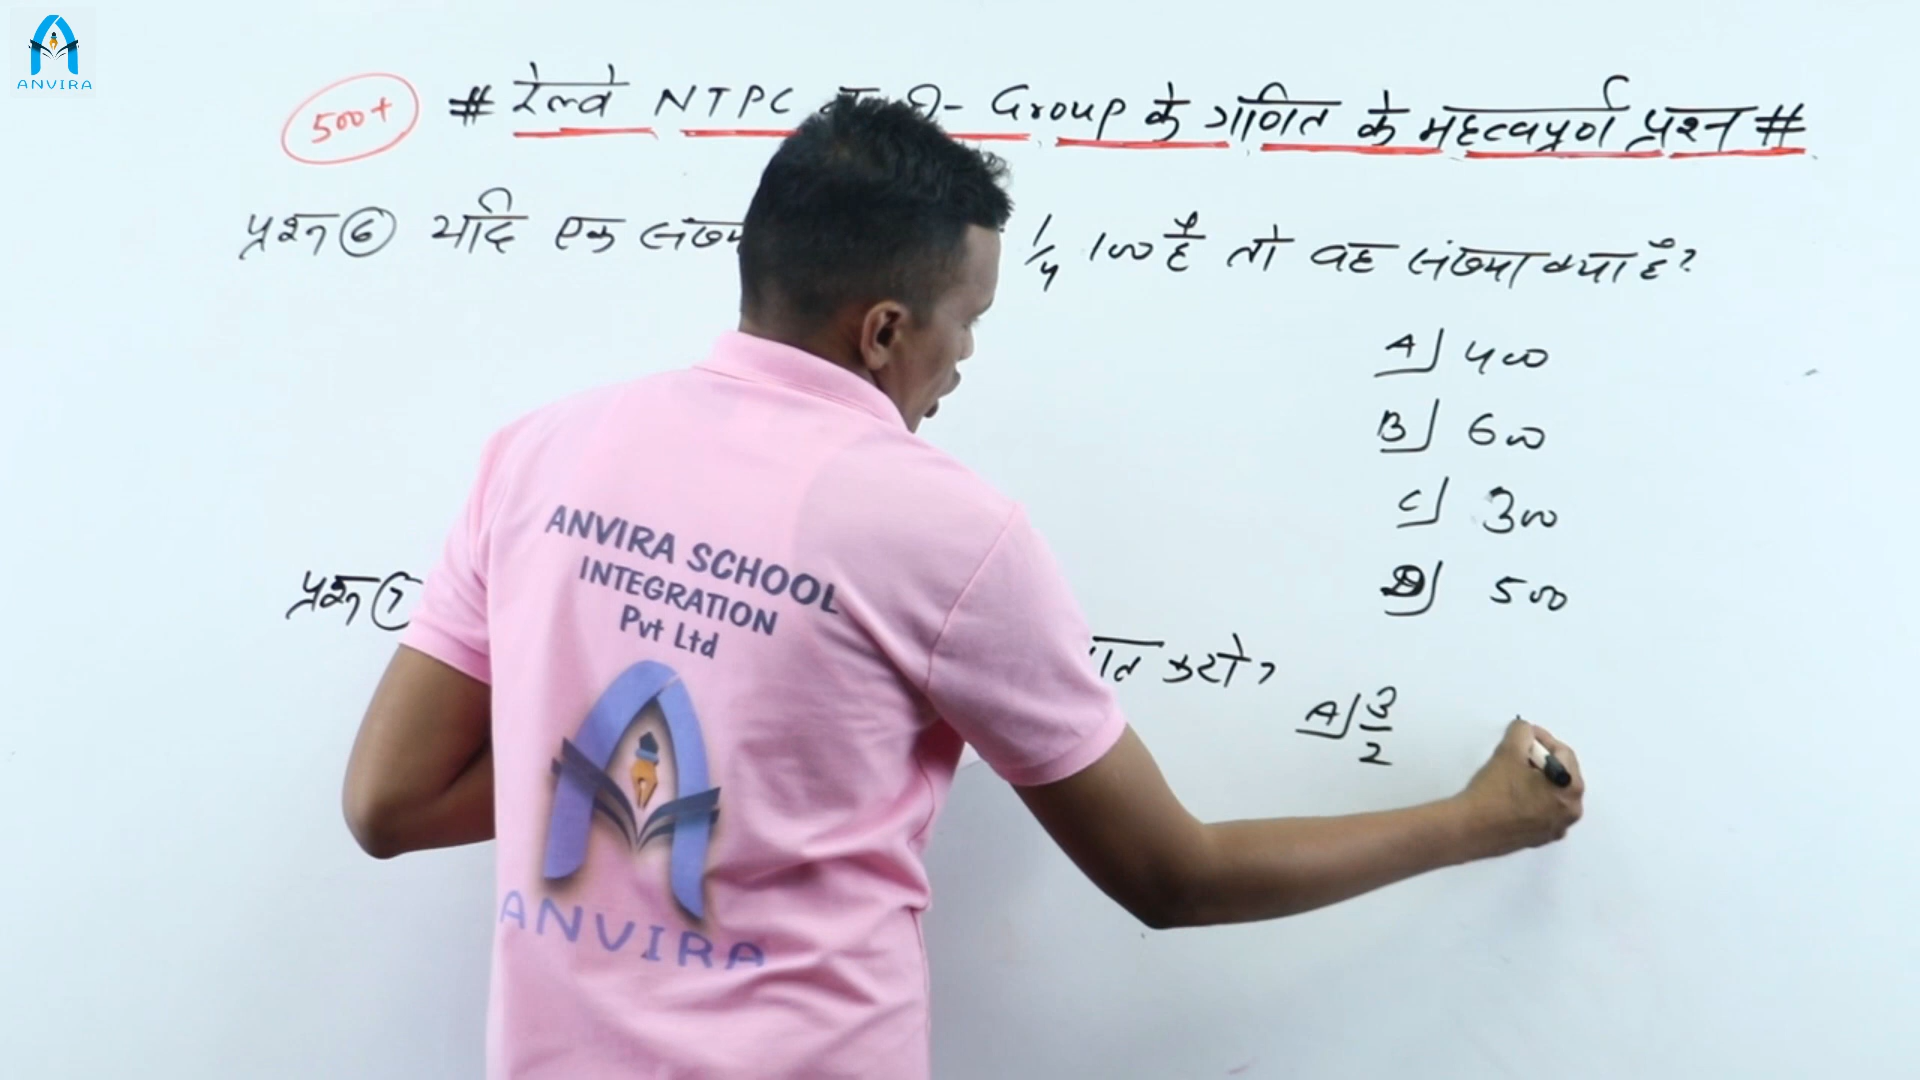 ANVIRA
500+ # रेल्वे NTPC Group के गणित के महत्वपूर्ण प्रश्न #
प्रश्न 6 यदि एक 1/4 100 है तो वह संख्या क्या है?
A) 400
B) 600
C) 300
D) 500
प्रश्न 7 करो?
A) 3/2
ANVIRA SCHOOL
INTEGRATION
Pvt Ltd
ANVIRA